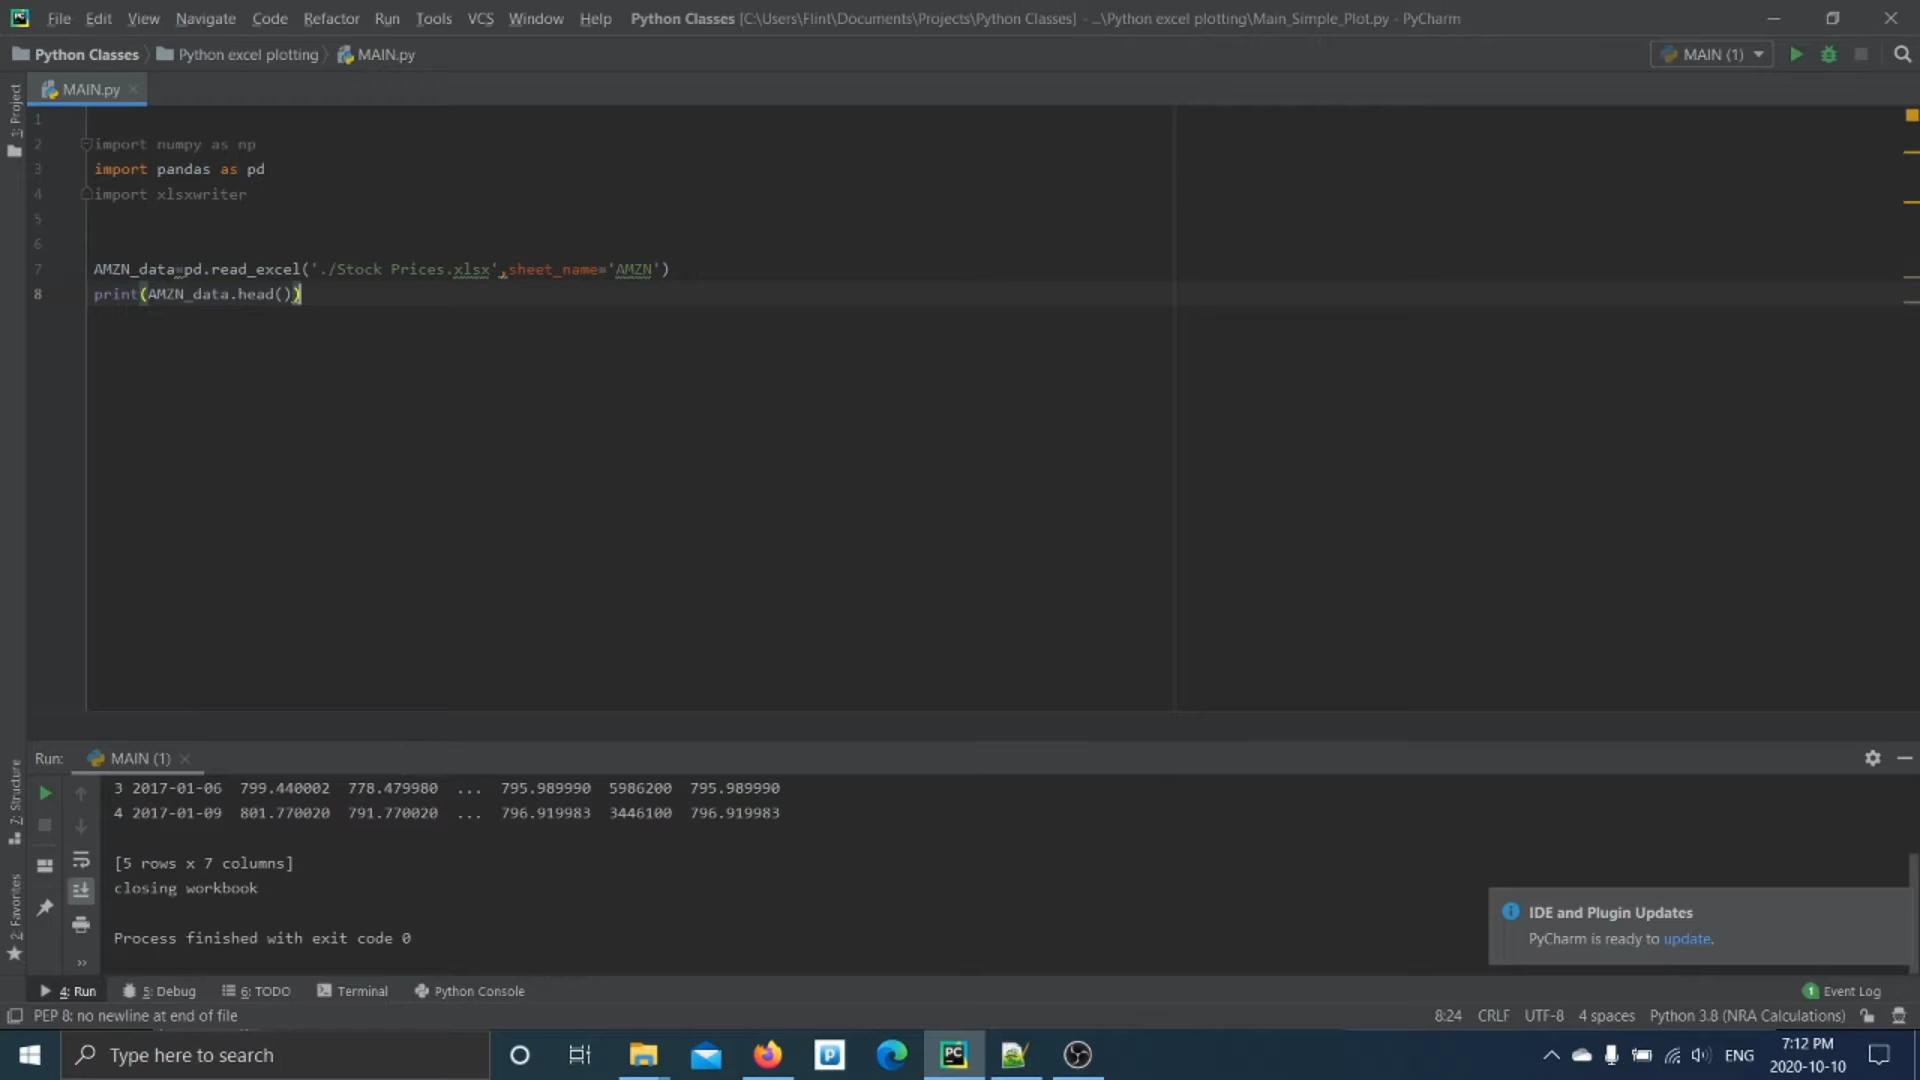 File Edit View Navigate Code Refactor Run Tools VCS Window Help Python Classes [C:\Users\Flint\Documents\Projects\Python Classes] - ...\Python excel plotting\Main_Simple_Plot.py - PyCharm
Python Classes Python excel plotting MAIN.py MAIN (1)
MAIN.py
1: Project
1
2 import numpy as np
3 import pandas as pd
4 import xlsxwriter
5
6
7 AMZN_data=pd.read_excel('./Stock Prices.xlsx',sheet_name='AMZN')
8 print(AMZN_data.head())
Run: MAIN (1)
3 2017-01-06 799.440002 778.479980 ... 795.989990 5986200 795.989990
4 2017-01-09 801.770020 791.770020 ... 796.919983 3446100 796.919983
[5 rows x 7 columns]
closing workbook
Process finished with exit code 0
Z: Structure
2: Favorites
IDE and Plugin Updates
PyCharm is ready to update.
4: Run 5: Debug 6: TODO Terminal Python Console 1 Event Log
PEP 8: no newline at end of file 8:24 CRLF UTF-8 4 spaces Python 3.8 (NRA Calculations)
Type here to search
PC
P
ENG
7:12 PM
2020-10-10